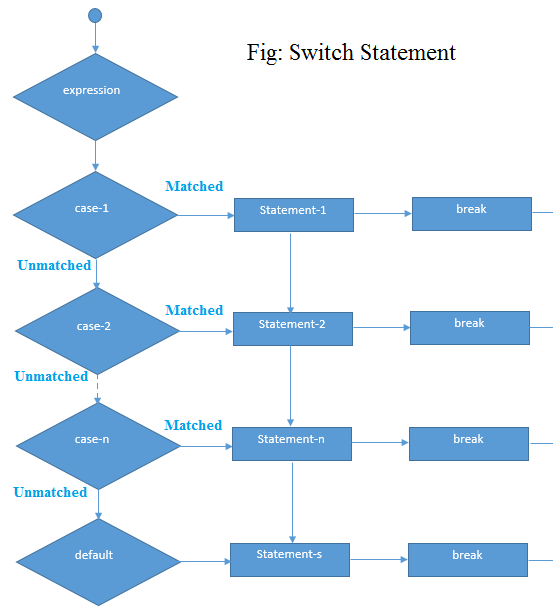 Fig: Switch Statement
expression
Matched
case-1
Statement-1
break
Unmatched
Matched
case-2
Statement-2
break
Unmatched
Matched
case-n
Statement-n
break
Unmatched
default
Statement-s
break